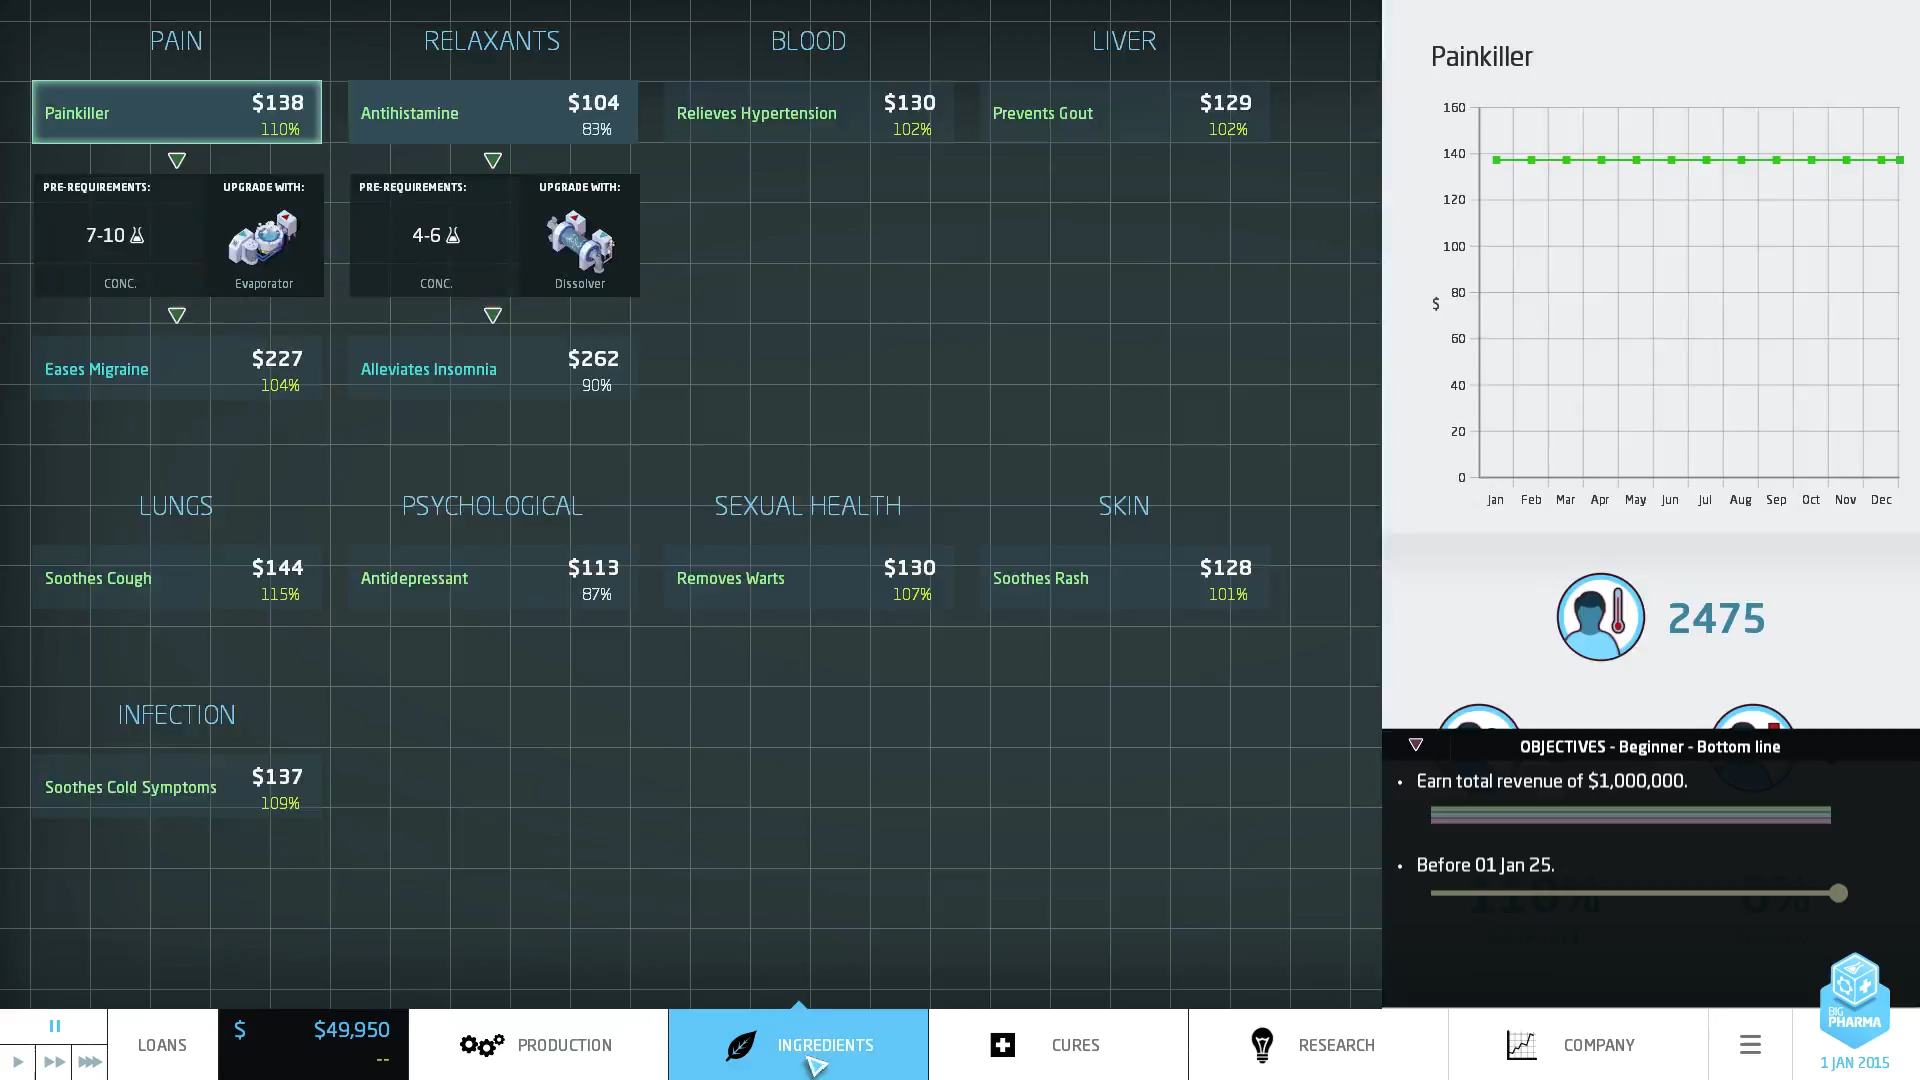 PAIN
RELAXANTS
BLOOD
LIVER
Painkiller $138 110%
Antihistamine $104 83%
Relieves Hypertension $130 102%
Prevents Gout $129 102%
PRE-REQUIREMENTS: UPGRADE WITH:
7-10
CONC. Evaporator
PRE-REQUIREMENTS: UPGRADE WITH:
4-6
CONC. Dissolver
Eases Migraine $227 104%
Alleviates Insomnia $262 90%
LUNGS
PSYCHOLOGICAL
SEXUAL HEALTH
SKIN
Soothes Cough $144 115%
Antidepressant $113 87%
Removes Warts $130 107%
Soothes Rash $128 101%
INFECTION
Soothes Cold Symptoms $137 109%
Painkiller
160
140
120
100
80
60
40
20
0
$
Jan Feb Mar Apr May Jun Jul Aug Sep Oct Nov Dec
2475
OBJECTIVES - Beginner - Bottom line
• Earn total revenue of $1,000,000.
• Before 01 Jan 25.
110%
0%
LOANS
$ $49,950
--
PRODUCTION
INGREDIENTS
CURES
RESEARCH
COMPANY
BIG
PHARMA
1 JAN 2015